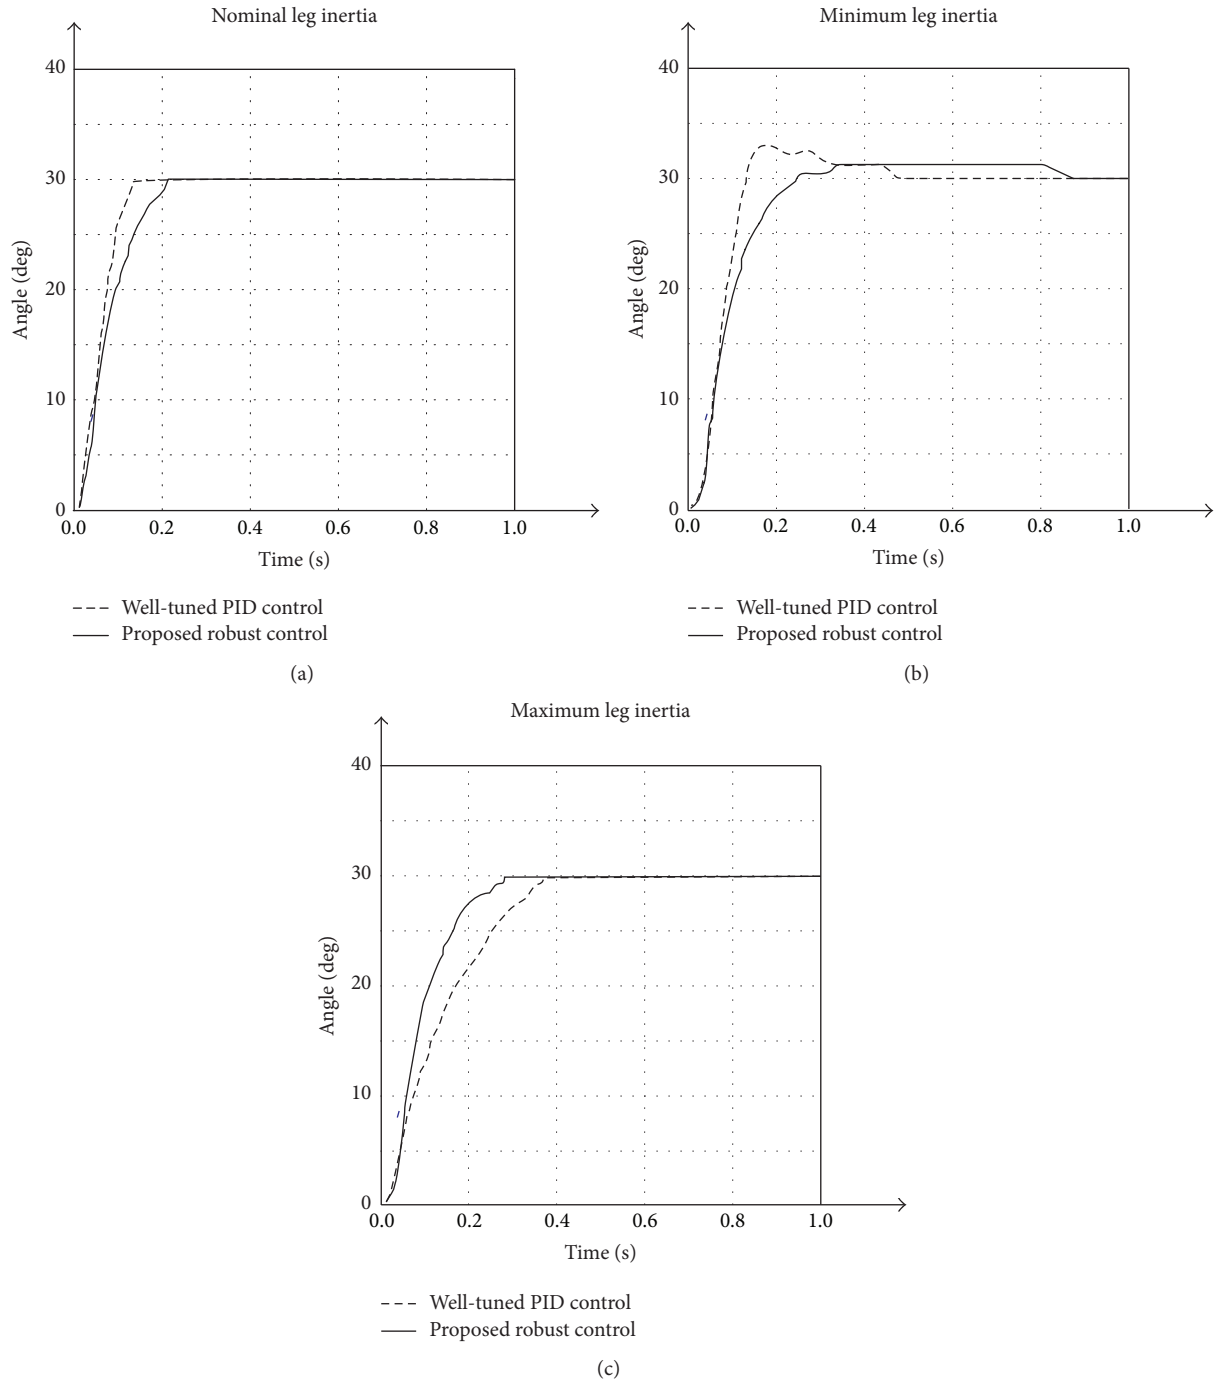 Nominal leg inertia
40
30
20
10
0
Angle (deg)
0.0 0.2 0.4 0.6 0.8 1.0
Time (s)
Well-tuned PID control
Proposed robust control
(a)
Minimum leg inertia
40
30
20
10
0
Angle (deg)
0.0 0.2 0.4 0.6 0.8 1.0
Time (s)
Well-tuned PID control
Proposed robust control
(b)
Maximum leg inertia
40
30
20
10
0
Angle (deg)
0.0 0.2 0.4 0.6 0.8 1.0
Time (s)
Well-tuned PID control
Proposed robust control
(c)